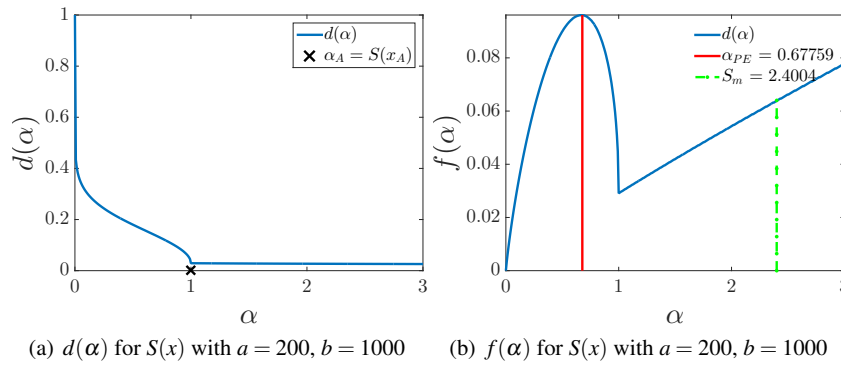 1
0.8
0.6
0.4
0.2
0
d(α)
d(α)
α_A = S(x_A)
0 1 2 3
α
(a) d(α) for S(x) with a = 200, b = 1000
0.08
0.06
0.04
0.02
0
f(α)
d(α)
α_PE = 0.67759
S_m = 2.4004
0 1 2 3
α
(b) f(α) for S(x) with a = 200, b = 1000